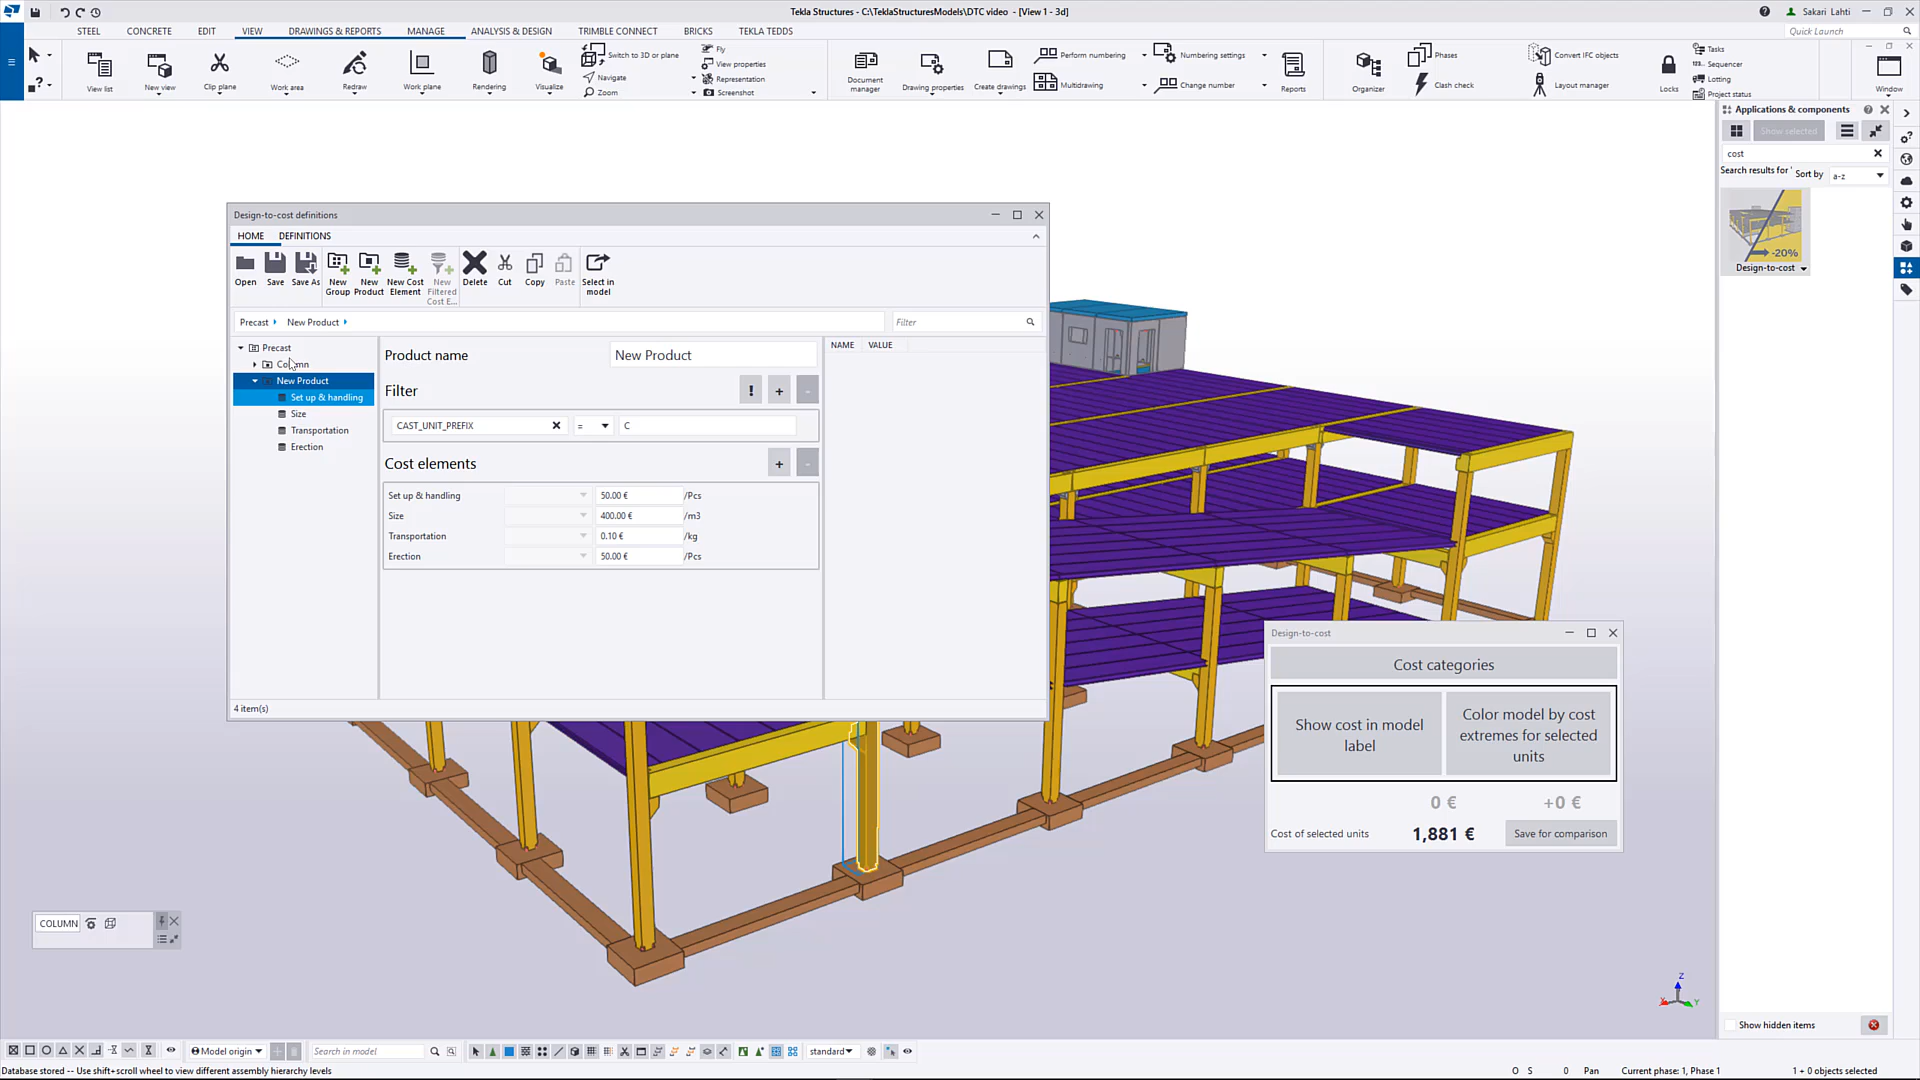 Tekla Structures - C:\TeklaStructuresModels\DTC video - [View 1 - 3d]
Sakari Lahti
STEEL CONCRETE EDIT VIEW DRAWINGS & REPORTS MANAGE ANALYSIS & DESIGN TRIMBLE CONNECT BRICKS TEKLA TEDDS
Quick Launch
View list
New view
Clip plane
Work area
Redraw
Work plane
Rendering
Visualize
Switch to 3D or plane
Navigate
Zoom
Fly
View properties
Representation
Screenshot
Document manager
Drawing properties
Create drawings
Perform numbering
Multidrawing
Numbering settings
Change number
Reports
Organizer
Phases
Clash check
Convert IFC objects
Layout manager
Locks
Tasks
Sequencer
Lotting
Project status
Window
Applications & components
Show selected
cost
Search results for '
Sort by
a-z
-20%
Design-to-cost
Design-to-cost definitions
HOME DEFINITIONS
Open
Save
Save As
New Group
New Product
New Cost Element
New Filtered Cost E...
Delete
Cut
Copy
Paste
Select in model
Precast New Product
Filter
Precast
Column
New Product
Set up & handling
Size
Transportation
Erection
Product name New Product
Filter ! + -
CAST_UNIT_PREFIX = C
Cost elements + -
Set up & handling 50.00 € /Pcs
Size 400.00 € /m3
Transportation 0.10 € /kg
Erection 50.00 € /Pcs
NAME VALUE
4 item(s)
Design-to-cost
Cost categories
Show cost in model label
Color model by cost extremes for selected units
0 € +0 €
Cost of selected units 1,881 € Save for comparison
COLUMN
Z
X
Y
Show hidden items
Model origin
Search in model
standard
Database stored -- Use shift+scroll wheel to view different assembly hierarchy levels
O S 0 Pan Current phase: 1, Phase 1 1 + 0 objects selected